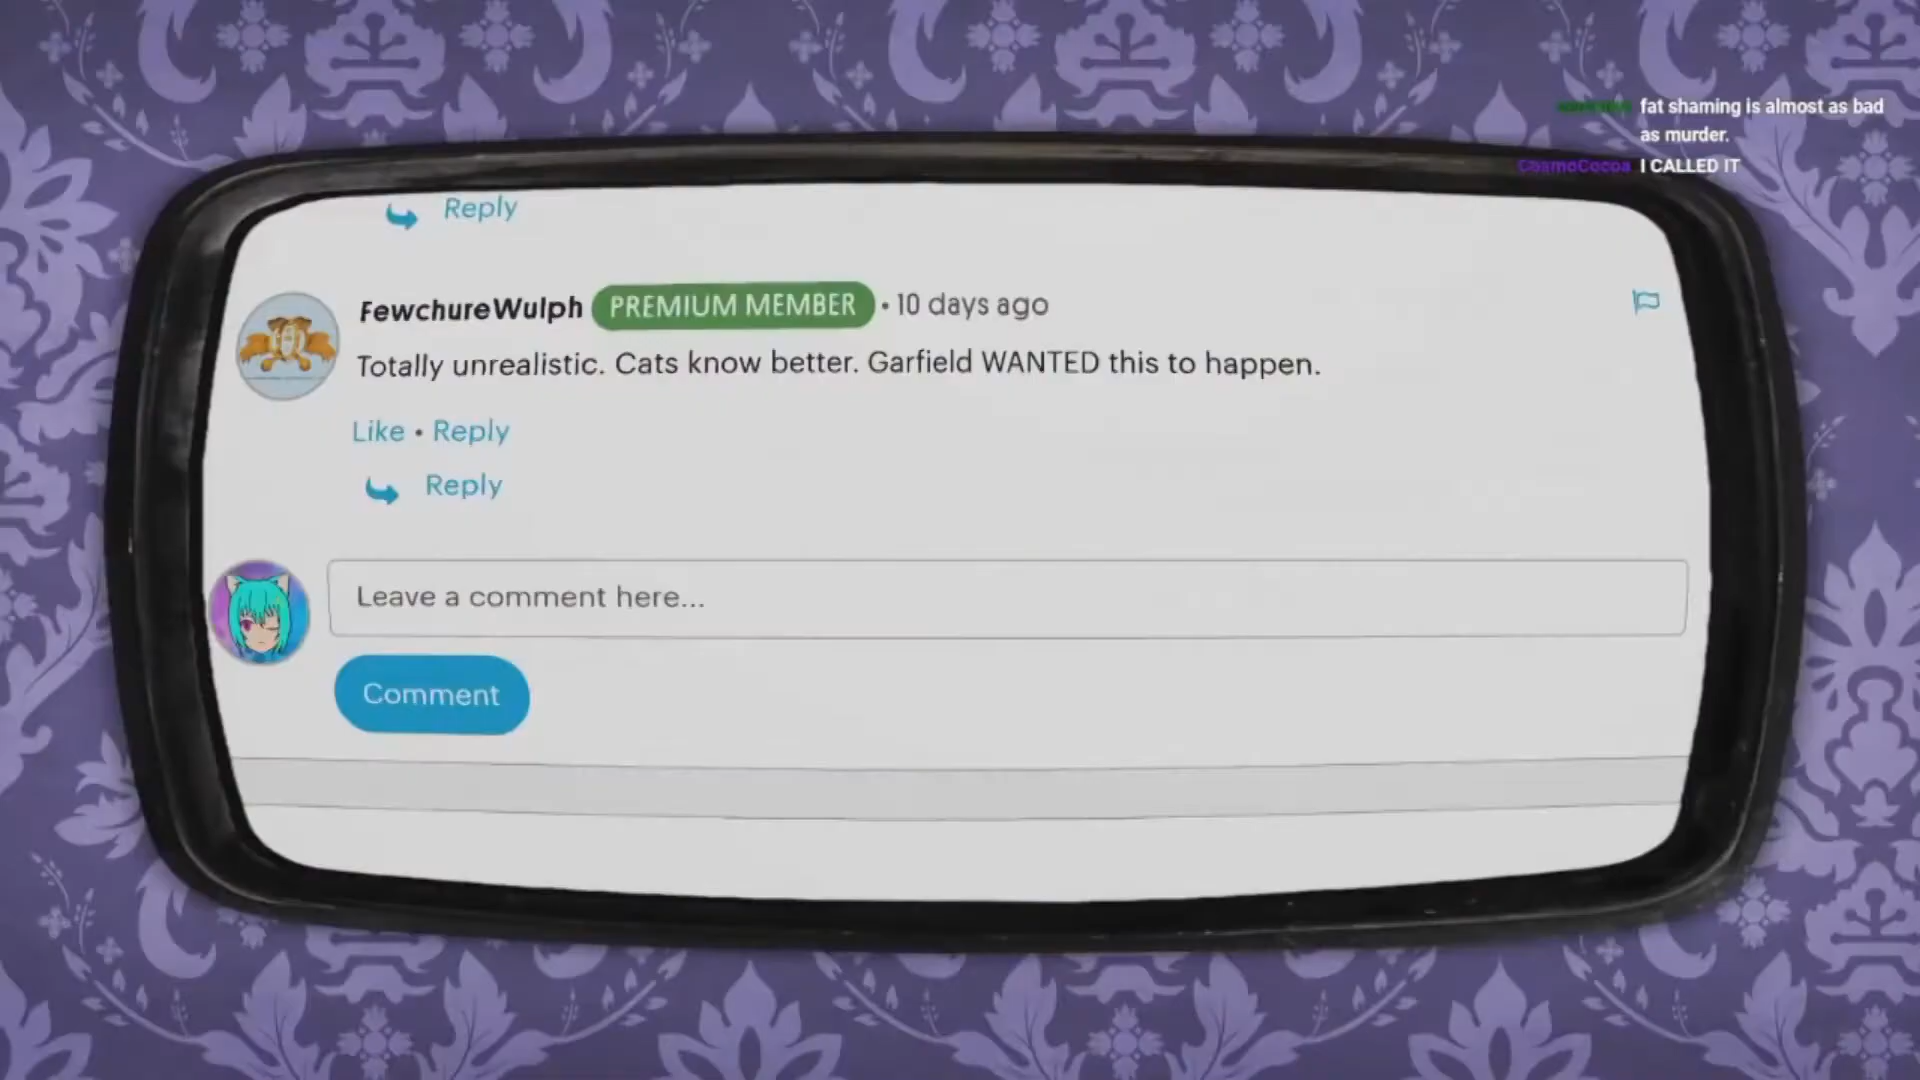 fat shaming is almost as bad
as murder.
CosmoCocoa I CALLED IT
Reply
FewchureWulph PREMIUM MEMBER • 10 days ago
Totally unrealistic. Cats know better. Garfield WANTED this to happen.
Like • Reply
Reply
Leave a comment here...
Comment